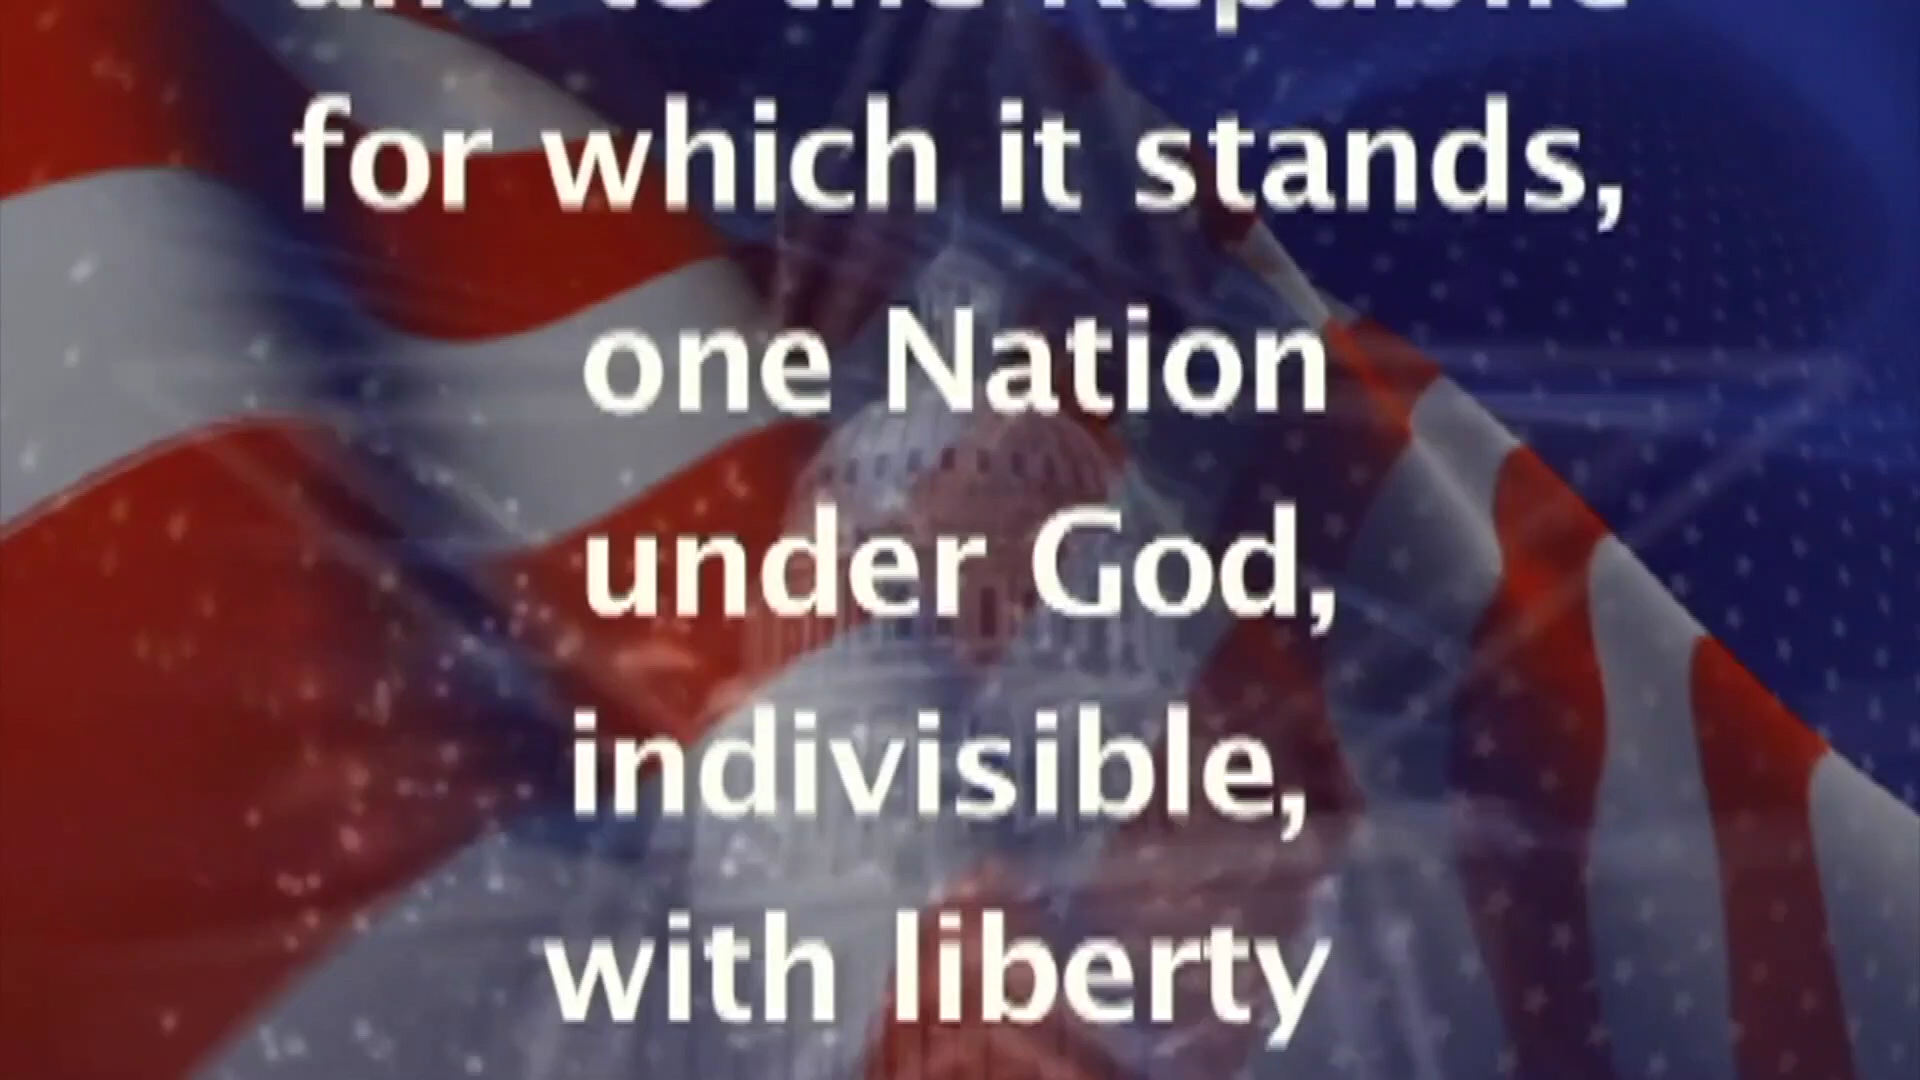 and to the Republic
for which it stands,
one Nation
under God,
indivisible,
with liberty